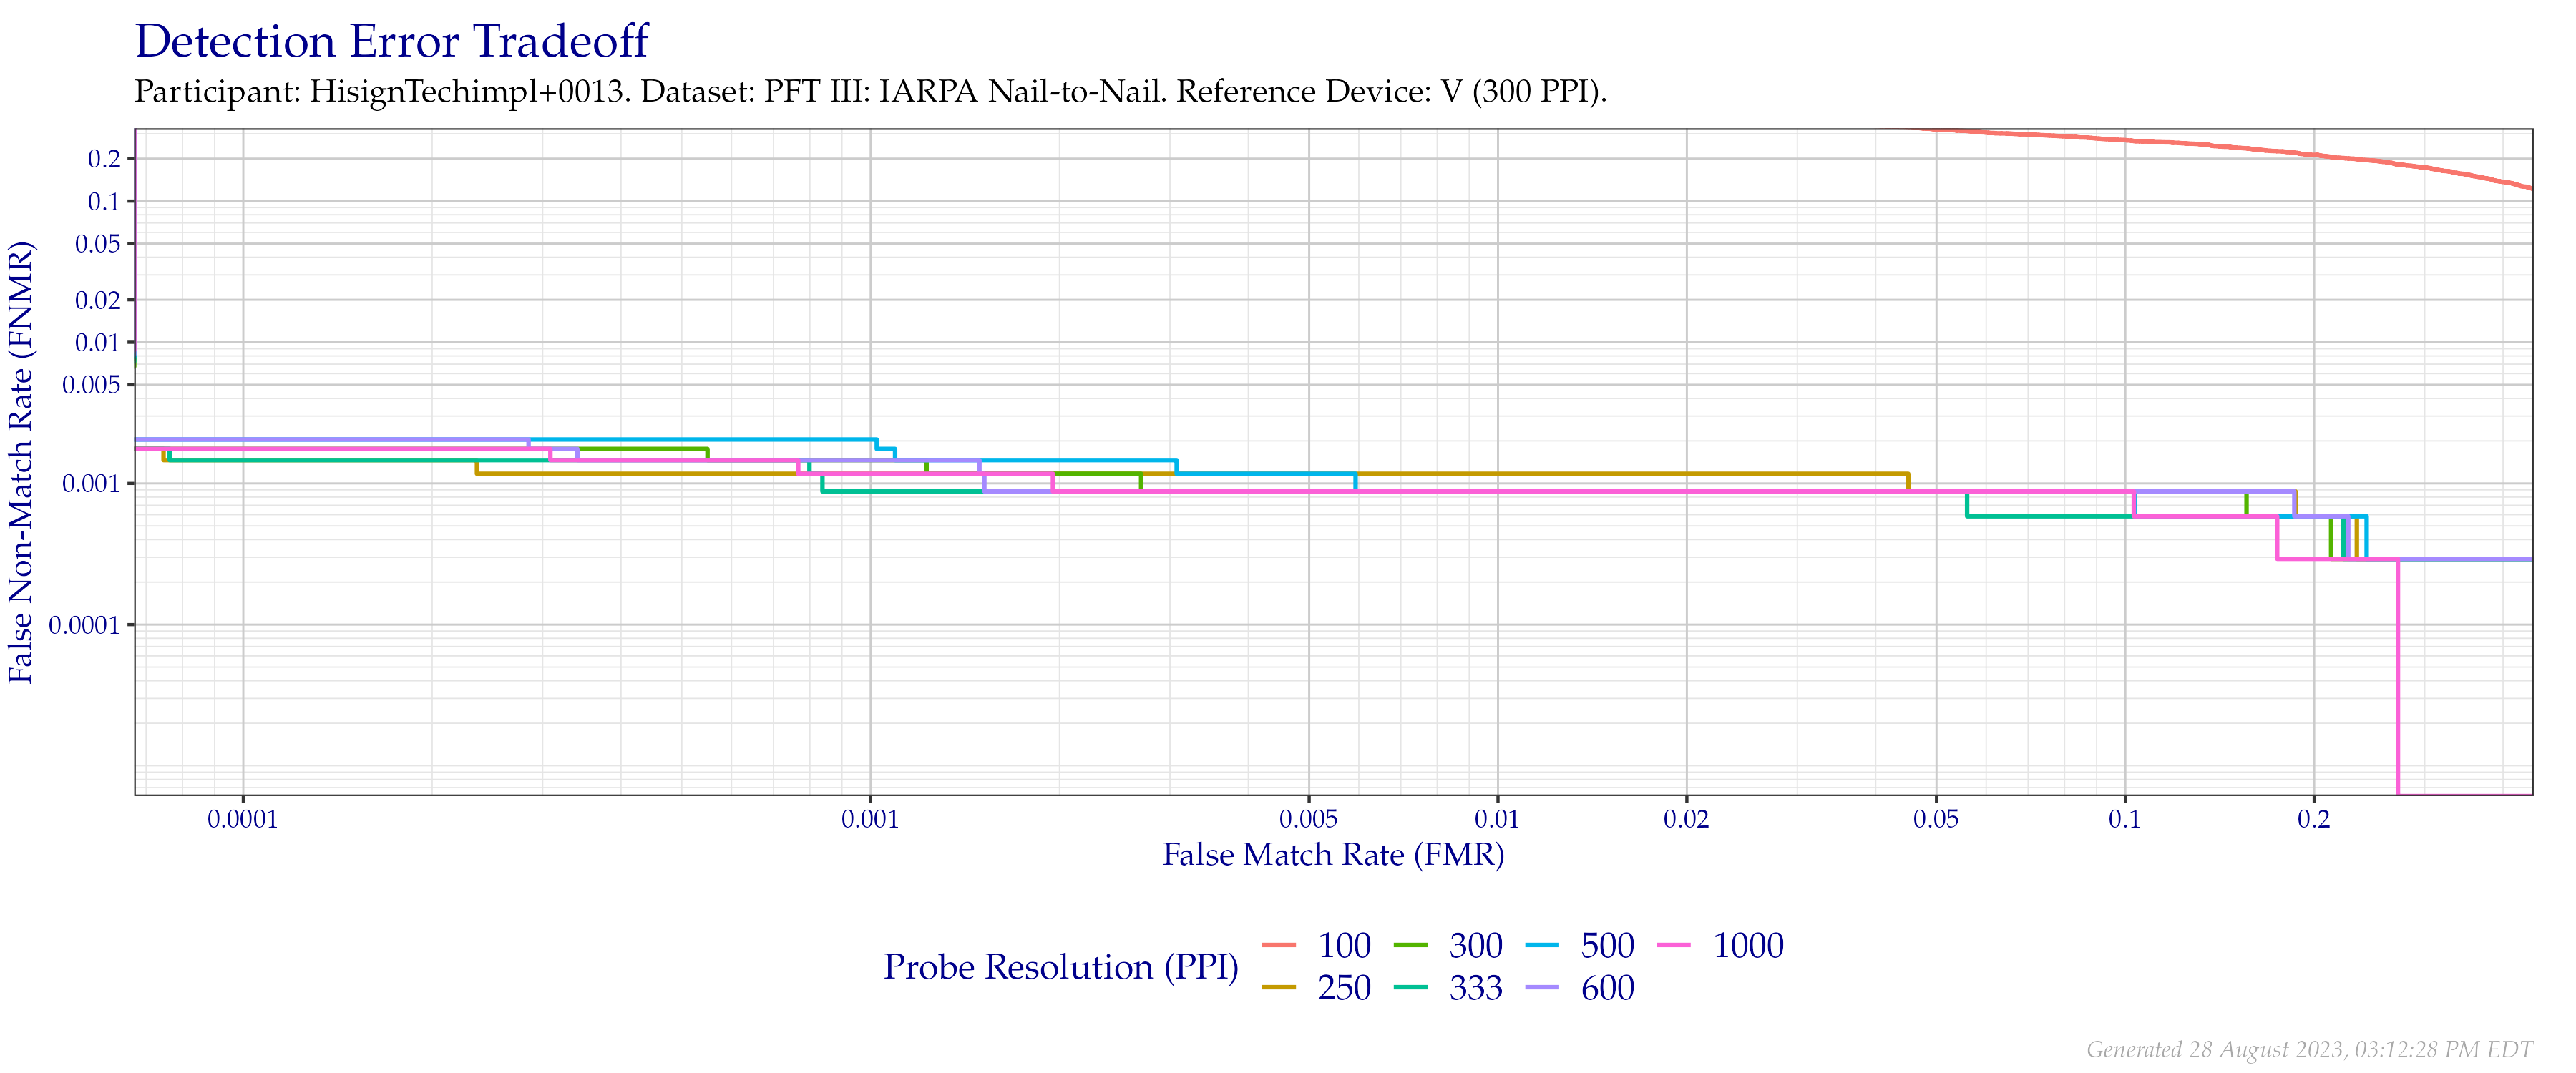 Detection Error Tradeoff
Participant: HisignTechimpl+0013. Dataset: PFT III: IARPA Nail-to-Nail. Reference Device: V (300 PPI).
False Non-Match Rate (FNMR)
0.2
0.1
0.05
0.02
0.01
0.005
0.001
0.0001
0.0001 0.001 0.005 0.01 0.02 0.05 0.1 0.2
False Match Rate (FMR)
Probe Resolution (PPI)
100 300 500 1000
250 333 600
Generated 28 August 2023, 03:12:28 PM EDT